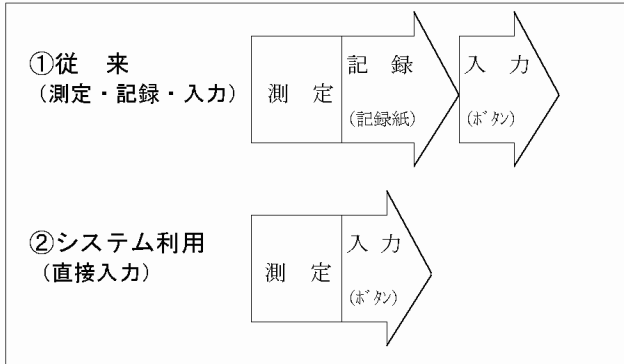 ①従　来
(測定・記録・入力)
測　定
記　録
(記録紙)
入　力
(ﾎﾞﾀﾝ)
②システム利用
(直接入力)
測　定
入　力
(ﾎﾞﾀﾝ)